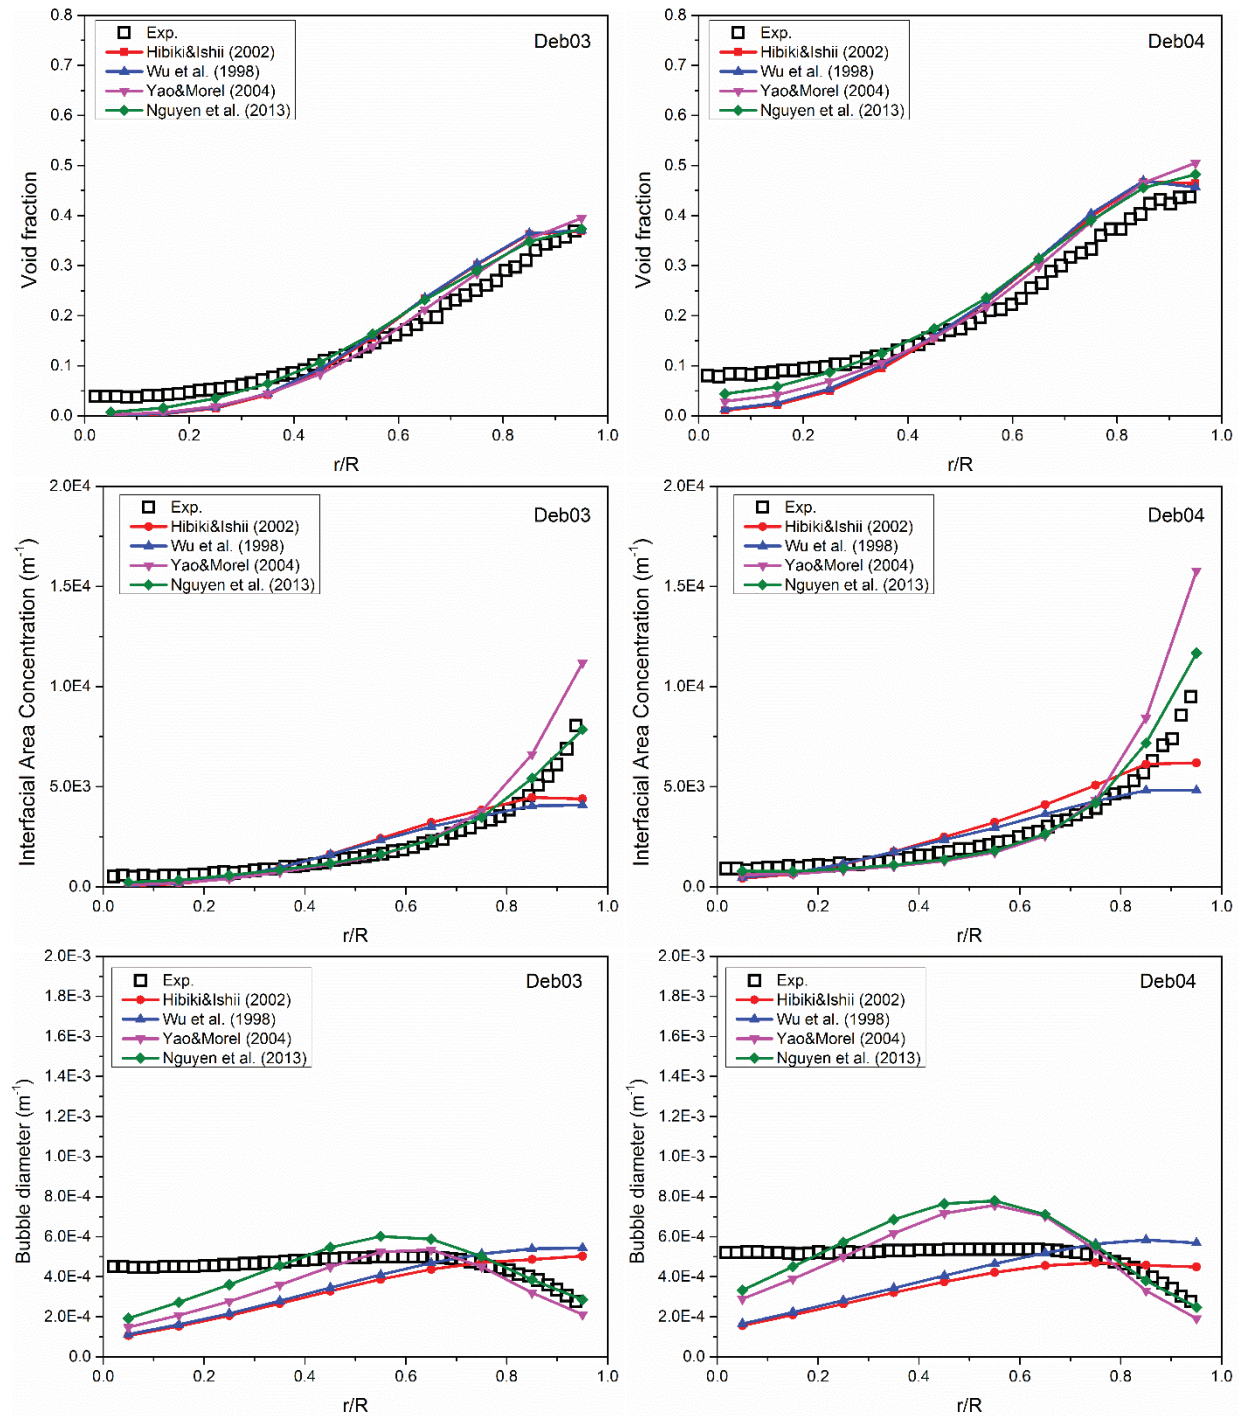 0.8
0.7
0.6
0.5
0.4
0.3
0.2
0.1
0.0
Void fraction
Exp.
Hibiki&Ishii (2002)
Wu et al. (1998)
Yao&Morel (2004)
Nguyen et al. (2013)
Deb03
0.0 0.2 0.4 0.6 0.8 1.0
r/R
0.8
0.7
0.6
0.5
0.4
0.3
0.2
0.1
0.0
Void fraction
Exp.
Hibiki&Ishii (2002)
Wu et al. (1998)
Yao&Morel (2004)
Nguyen et al. (2013)
Deb04
0.0 0.2 0.4 0.6 0.8 1.0
r/R
2.0E4
1.5E4
1.0E4
5.0E3
0.0
Interfacial Area Concentration (m⁻¹)
Exp.
Hibiki&Ishii (2002)
Wu et al. (1998)
Yao&Morel (2004)
Nguyen et al. (2013)
Deb03
0.0 0.2 0.4 0.6 0.8 1.0
r/R
2.0E4
1.5E4
1.0E4
5.0E3
0.0
Interfacial Area Concentration (m⁻¹)
Exp.
Hibiki&Ishii (2002)
Wu et al. (1998)
Yao&Morel (2004)
Nguyen et al. (2013)
Deb04
0.0 0.2 0.4 0.6 0.8 1.0
r/R
2.0E-3
1.8E-3
1.6E-3
1.4E-3
1.2E-3
1.0E-3
8.0E-4
6.0E-4
4.0E-4
2.0E-4
0.0
Bubble diameter (m⁻¹)
Exp.
Hibiki&Ishii (2002)
Wu et al. (1998)
Yao&Morel (2004)
Nguyen et al. (2013)
Deb03
0.0 0.2 0.4 0.6 0.8 1.0
r/R
2.0E-3
1.8E-3
1.6E-3
1.4E-3
1.2E-3
1.0E-3
8.0E-4
6.0E-4
4.0E-4
2.0E-4
0.0
Bubble diameter (m⁻¹)
Exp.
Hibiki&Ishii (2002)
Wu et al. (1998)
Yao&Morel (2004)
Nguyen et al. (2013)
Deb04
0.0 0.2 0.4 0.6 0.8 1.0
r/R